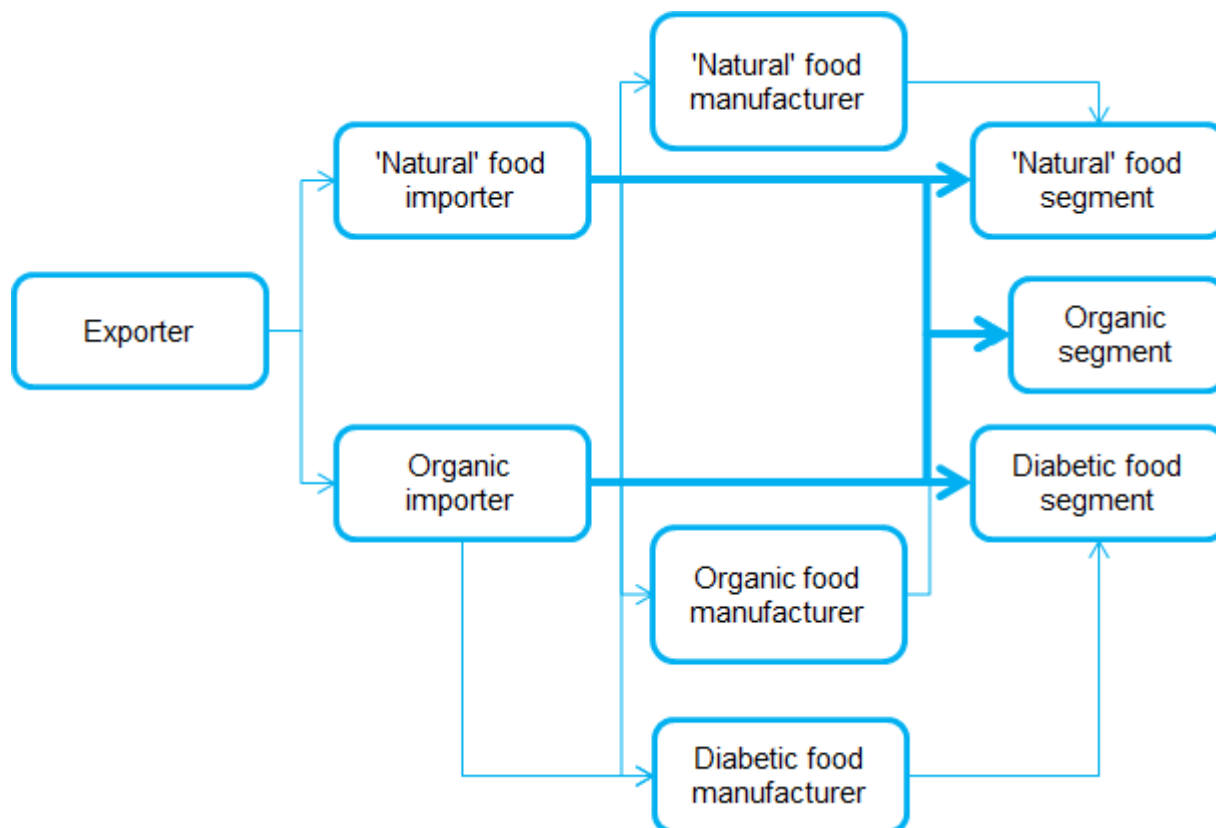 'Natural' food
manufacturer
'Natural' food
importer
'Natural' food
segment
Exporter
Organic
segment
Organic
importer
Diabetic food
segment
Organic food
manufacturer
Diabetic food
manufacturer